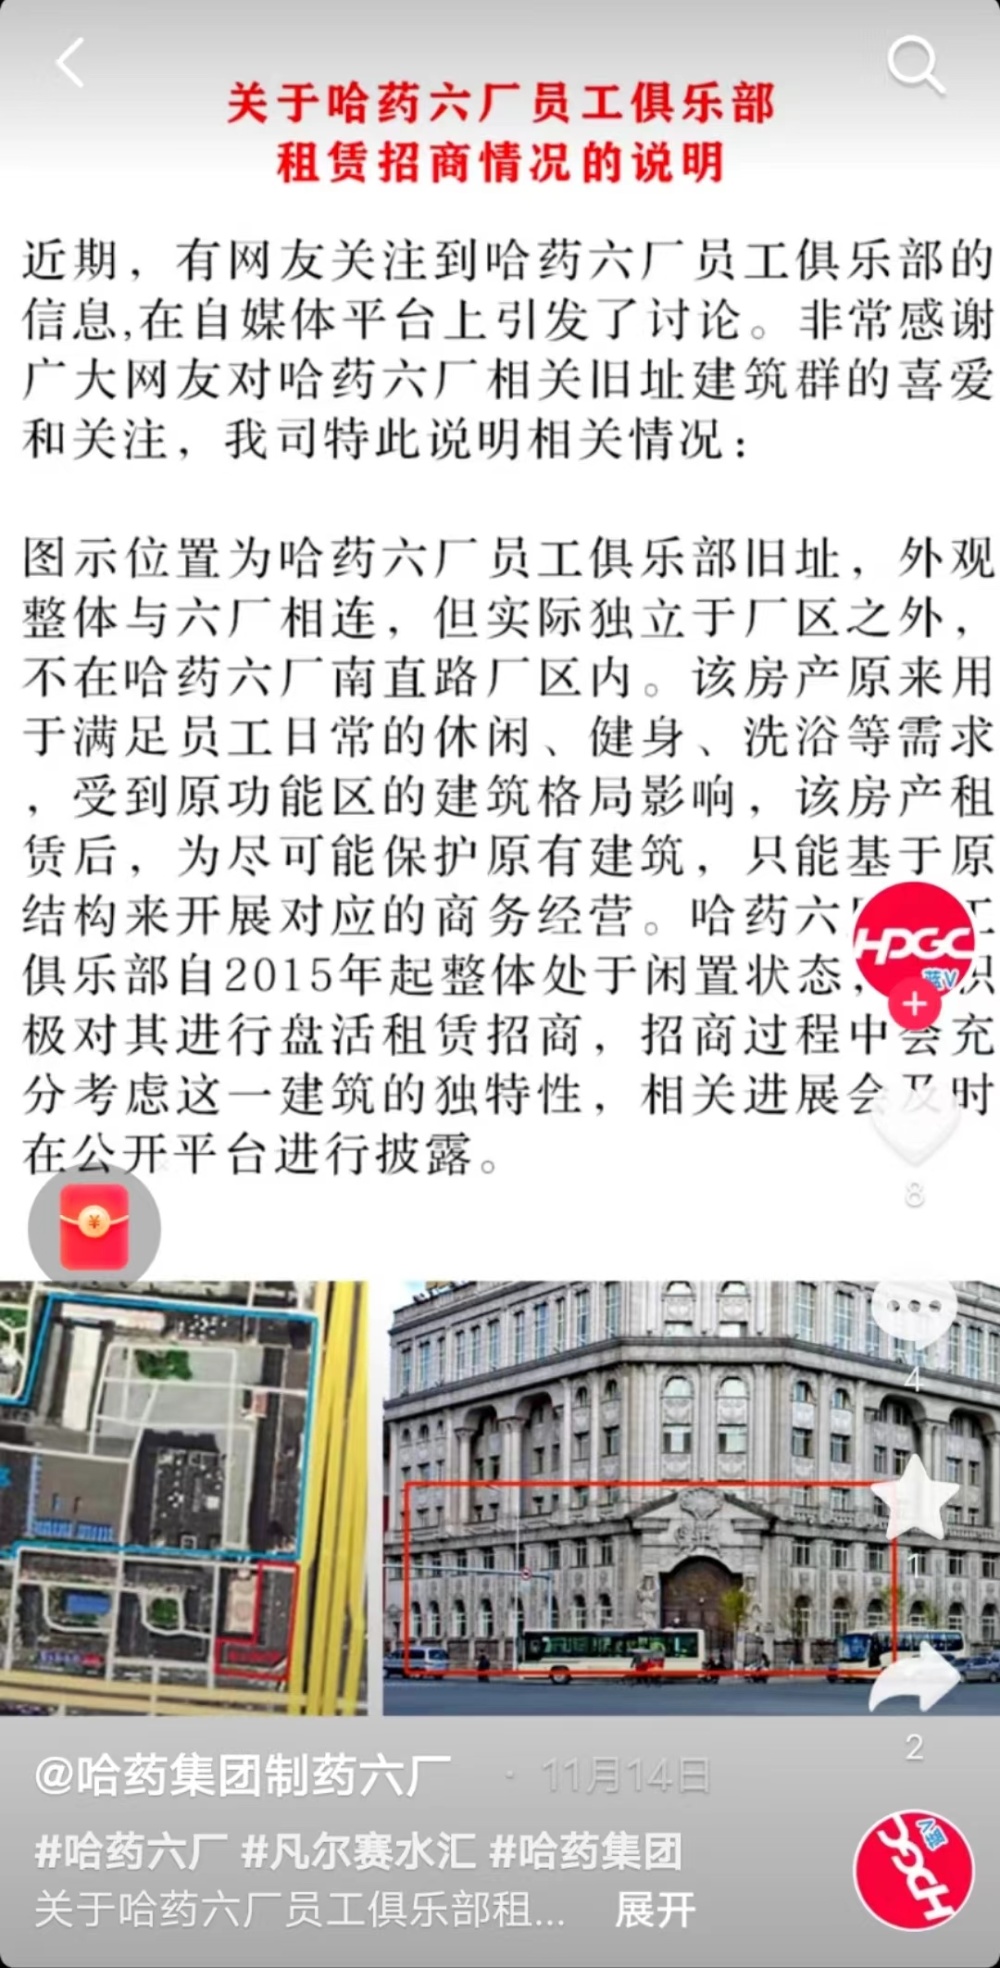 关于哈药六厂员工俱乐部
租赁招商情况的说明
近期，有网友关注到哈药六厂员工俱乐部的
信息,在自媒体平台上引发了讨论。非常感谢
广大网友对哈药六厂相关旧址建筑群的喜爱
和关注，我司特此说明相关情况：
图示位置为哈药六厂员工俱乐部旧址，外观
整体与六厂相连，但实际独立于厂区之外，
不在哈药六厂南直路厂区内。该房产原来用
于满足员工日常的休闲、健身、洗浴等需求
，受到原功能区的建筑格局影响，该房产租
赁后，为尽可能保护原有建筑，只能基于原
结构来开展对应的商务经营。哈药六 工
俱乐部自2015年起整体处于闲置状态， 积
极对其进行盘活租赁招商，招商过程中会充
分考虑这一建筑的独特性，相关进展会及时
在公开平台进行披露。
HPGC
蓝V
8
4
1
2
@哈药集团制药六厂 · 11月14日
#哈药六厂 #凡尔赛水汇 #哈药集团
关于哈药六厂员工俱乐部租... 展开
HPGC
蓝V